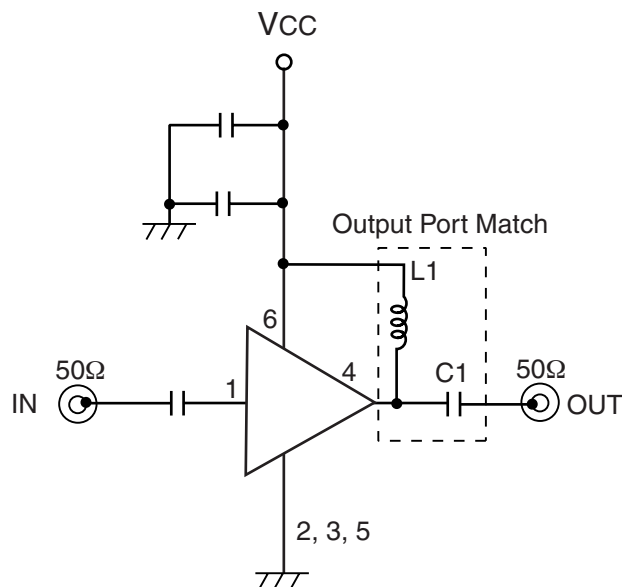 VCC
Output Port Match
L1
6
50Ω
4
C1
50Ω
IN
1
OUT
2, 3, 5